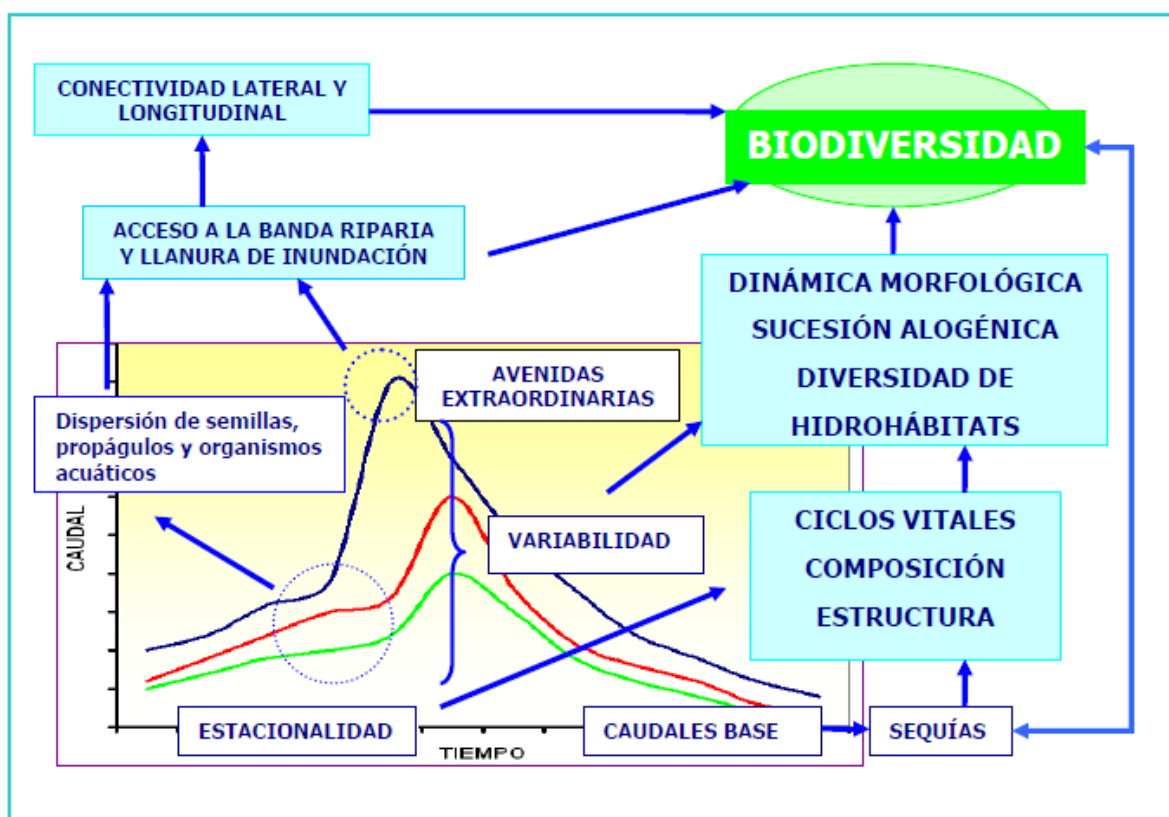 CONECTIVIDAD LATERAL Y
LONGITUDINAL
BIODIVERSIDAD
ACCESO A LA BANDA RIPARIA
Y LLANURA DE INUNDACIÓN
DINÁMICA MORFOLÓGICA
SUCESIÓN ALOGÉNICA
DIVERSIDAD DE
HIDROHÁBITATS
AVENIDAS
EXTRAORDINARIAS
Dispersión de semillas,
propágulos y organismos
acuáticos
CAUDAL
VARIABILIDAD
CICLOS VITALES
COMPOSICIÓN
ESTRUCTURA
ESTACIONALIDAD
TIEMPO
CAUDALES BASE
SEQUÍAS